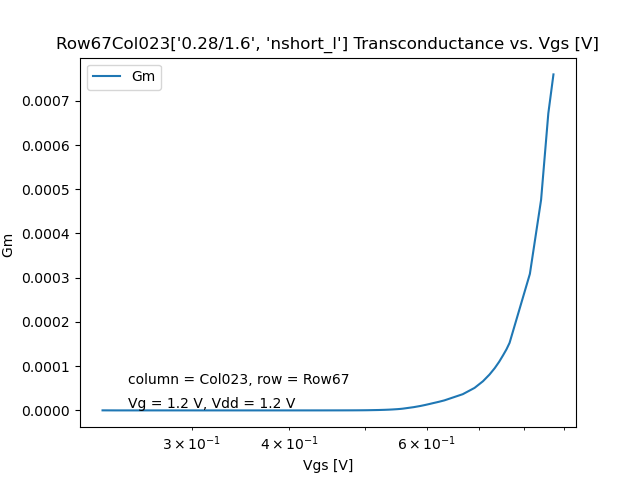 Row67Col023['0.28/1.6', 'nshort_l'] Transconductance vs. Vgs [V]
Gm
0.0007
0.0006
0.0005
0.0004
0.0003
0.0002
0.0001
0.0000
Gm
column = Col023, row = Row67
Vg = 1.2 V, Vdd = 1.2 V
3 × 10⁻¹ 4 × 10⁻¹ 6 × 10⁻¹
Vgs [V]